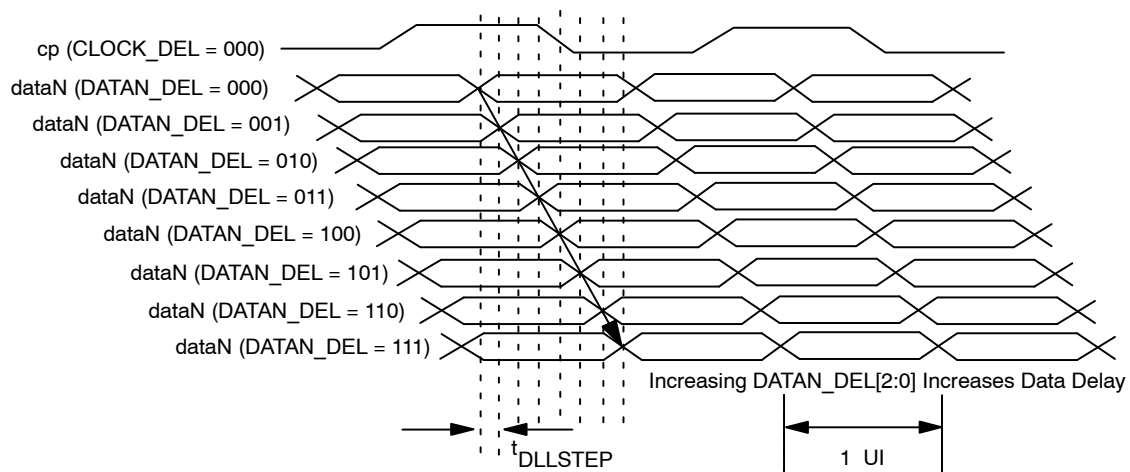 cp (CLOCK_DEL = 000)
dataN (DATAN_DEL = 000)
dataN (DATAN_DEL = 001)
dataN (DATAN_DEL = 010)
dataN (DATAN_DEL = 011)
dataN (DATAN_DEL = 100)
dataN (DATAN_DEL = 101)
dataN (DATAN_DEL = 110)
dataN (DATAN_DEL = 111)
Increasing DATAN_DEL[2:0] Increases Data Delay
tDLLSTEP
1 UI